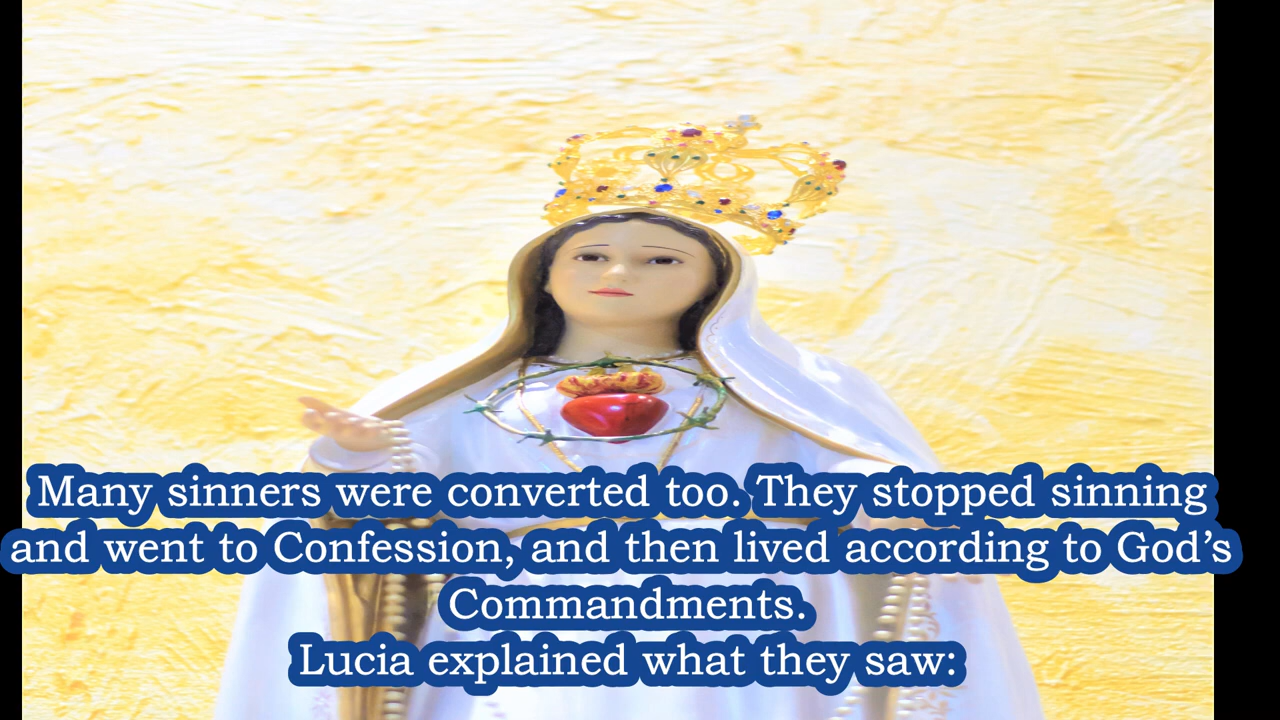 Many sinners were converted too. They stopped sinning
and went to Confession, and then lived according to God’s
Commandments.
Lucia explained what they saw: